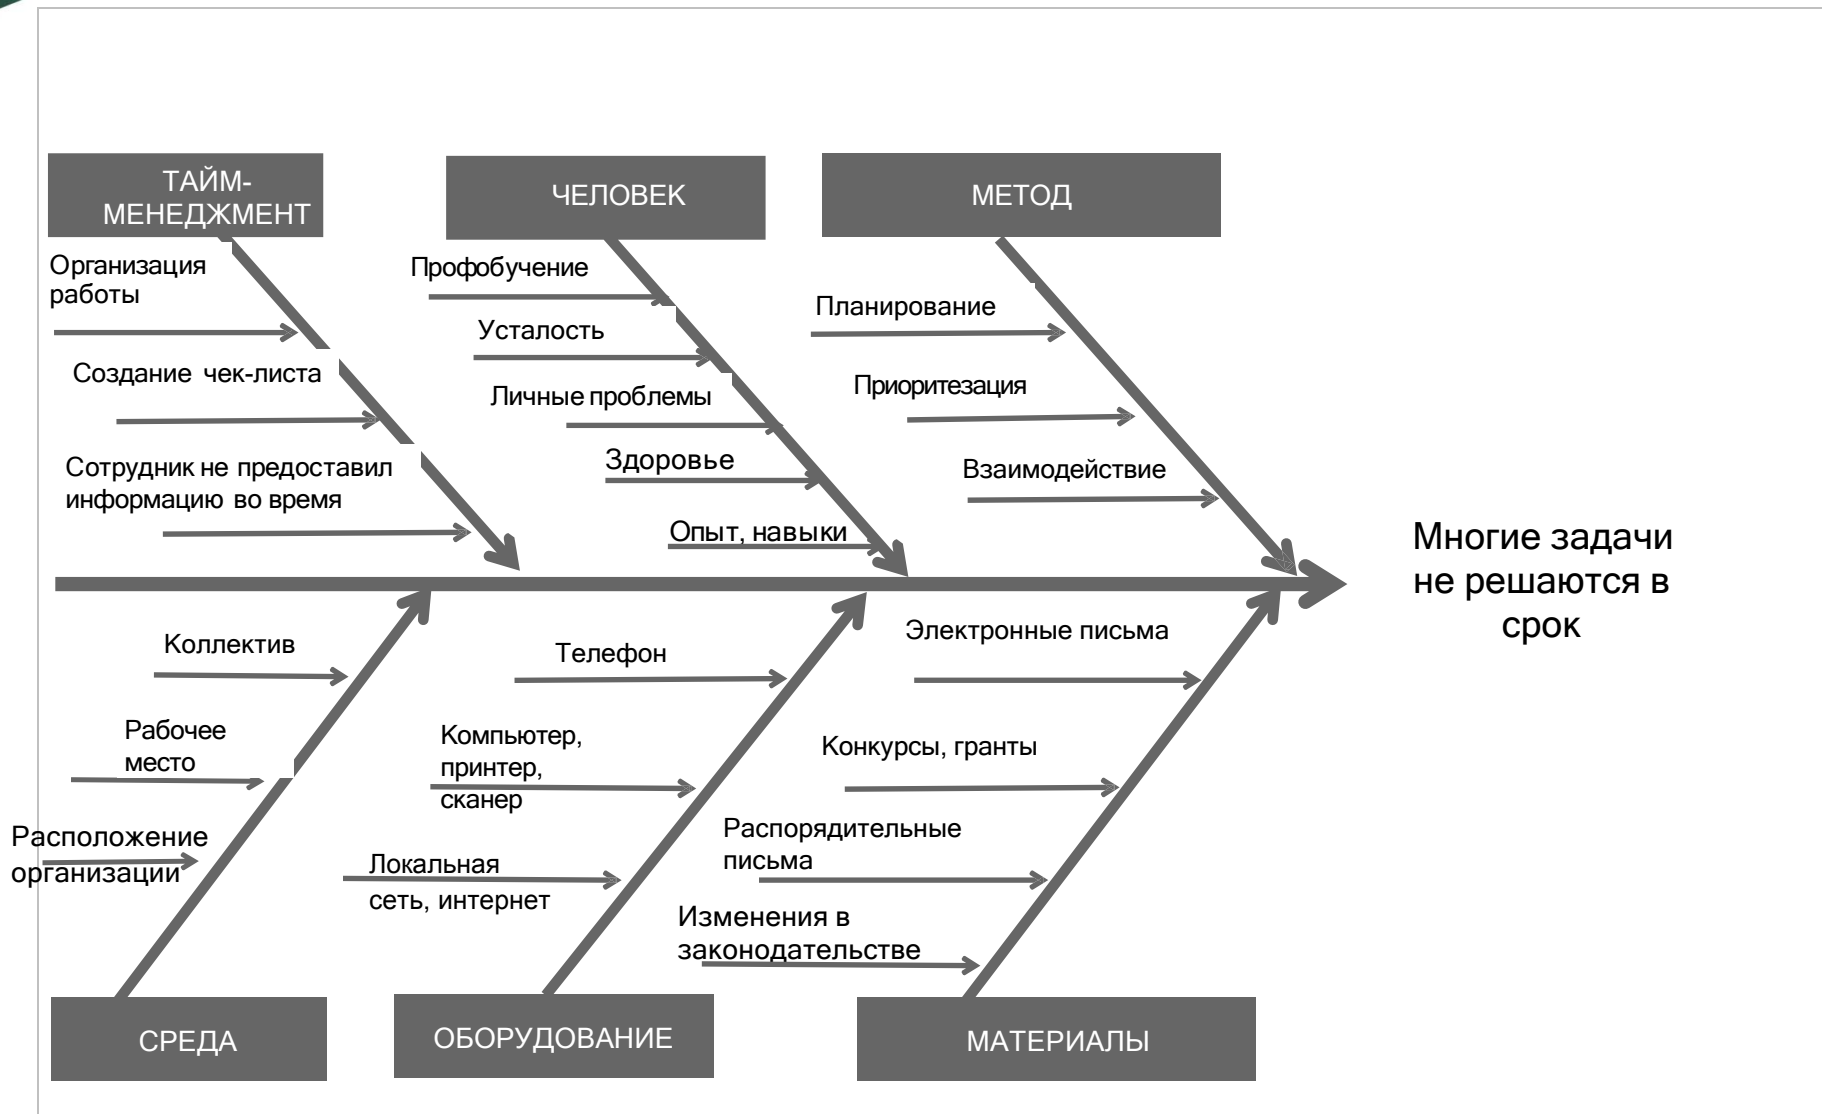 ТАЙМ-
МЕНЕДЖМЕНТ
ЧЕЛОВЕК
МЕТОД
Организация
работы
Создание чек-листа
Сотрудник не предоставил
информацию во время
Профобучение
Усталость
Личные проблемы
Здоровье
Опыт, навыки
Планирование
Приоритезация
Взаимодействие
Многие задачи
не решаются в
срок
Коллектив
Рабочее
место
Расположение
организации
Телефон
Компьютер,
принтер,
сканер
Локальная
сеть, интернет
Электронные письма
Конкурсы, гранты
Распорядительные
письма
Изменения в
законодательстве
СРЕДА
ОБОРУДОВАНИЕ
МАТЕРИАЛЫ